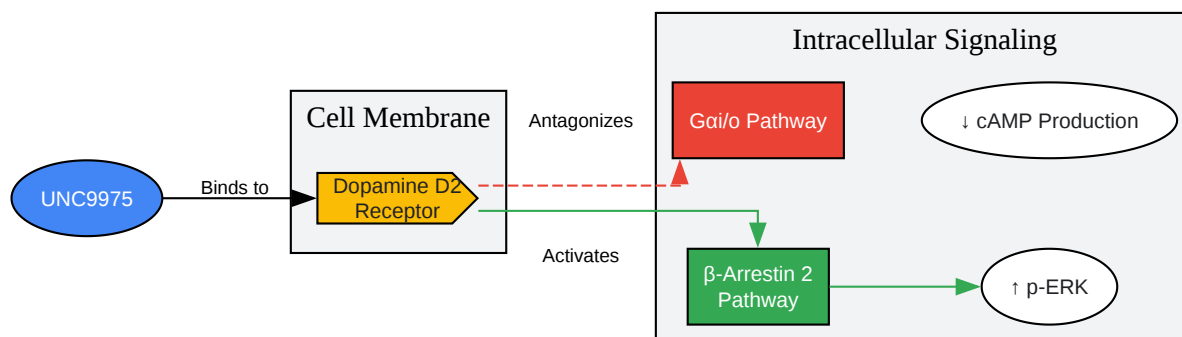 Intracellular Signaling
Cell Membrane
Antagonizes
Gαi/o Pathway
↓ cAMP Production
UNC9975
Binds to
Dopamine D2
Receptor
Activates
β-Arrestin 2
Pathway
↑ p-ERK